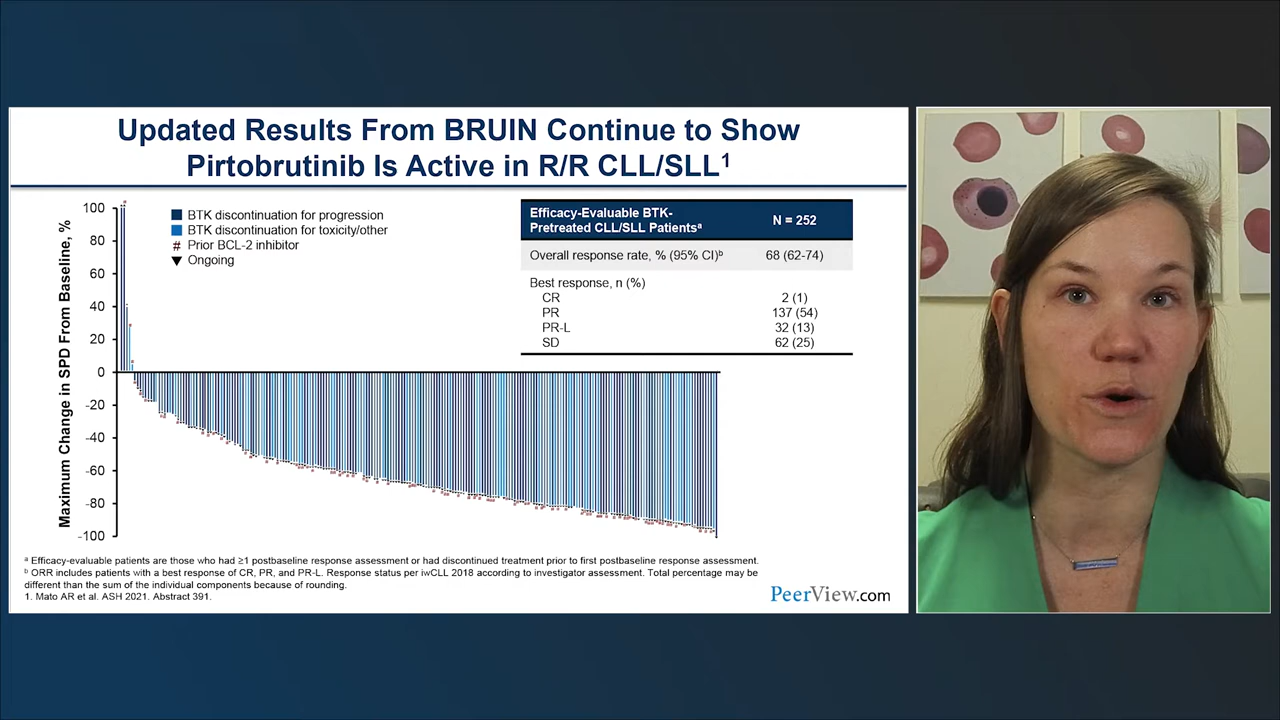 Updated Results From BRUIN Continue to Show
Pirtobrutinib Is Active in R/R CLL/SLL1
Maximum Change in SPD From Baseline, %
100
80
60
40
20
0
-20
-40
-60
-80
-100
BTK discontinuation for progression
BTK discontinuation for toxicity/other
# Prior BCL-2 inhibitor
Ongoing
Efficacy-Evaluable BTK-
Pretreated CLL/SLL Patientsa
N = 252
Overall response rate, % (95% CI)b 68 (62-74)
Best response, n (%)
CR 2 (1)
PR 137 (54)
PR-L 32 (13)
SD 62 (25)
a Efficacy-evaluable patients are those who had ≥1 postbaseline response assessment or had discontinued treatment prior to first postbaseline response assessment.
b ORR includes patients with a best response of CR, PR, and PR-L. Response status per iwCLL 2018 according to investigator assessment. Total percentage may be
different than the sum of the individual components because of rounding.
1. Mato AR et al. ASH 2021. Abstract 391.
PeerView.com